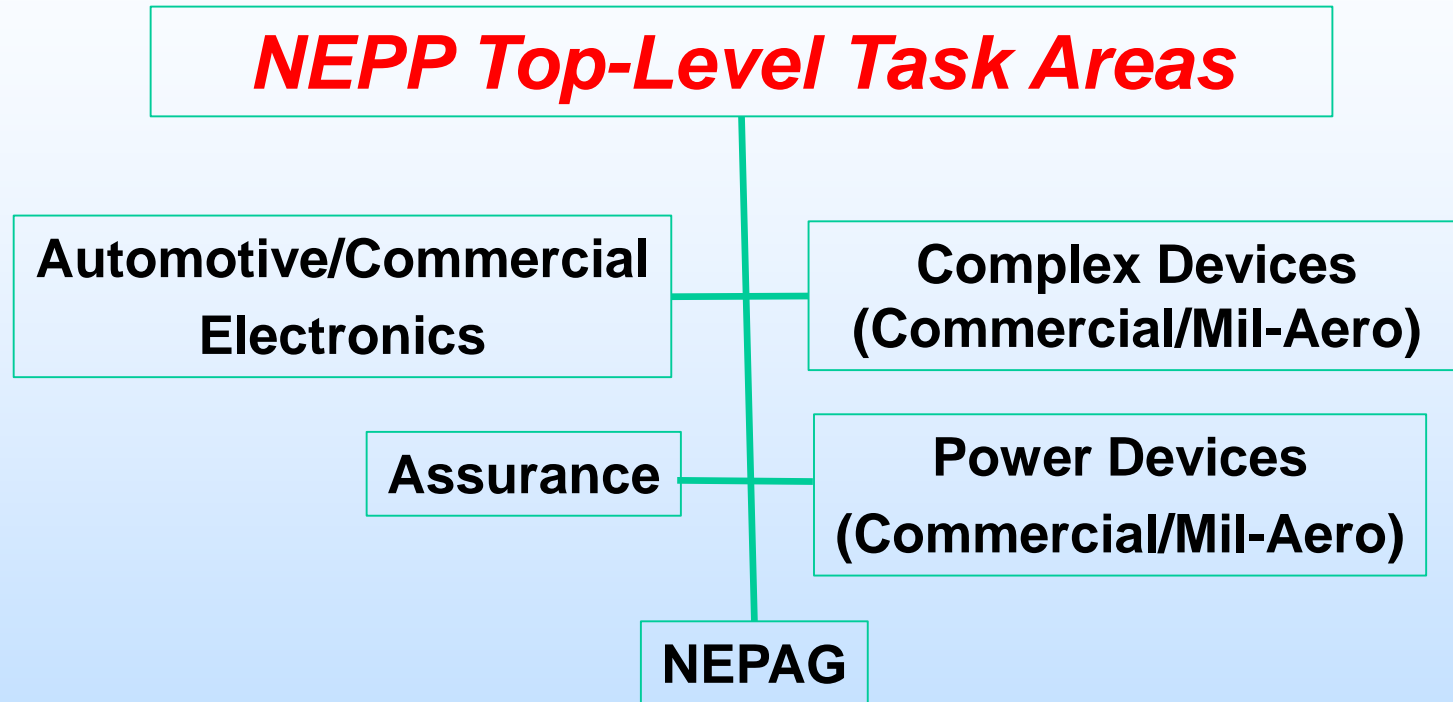 NEPP Top-Level Task Areas
Automotive/Commercial
Electronics
Complex Devices
(Commercial/Mil-Aero)
Assurance
Power Devices
(Commercial/Mil-Aero)
NEPAG